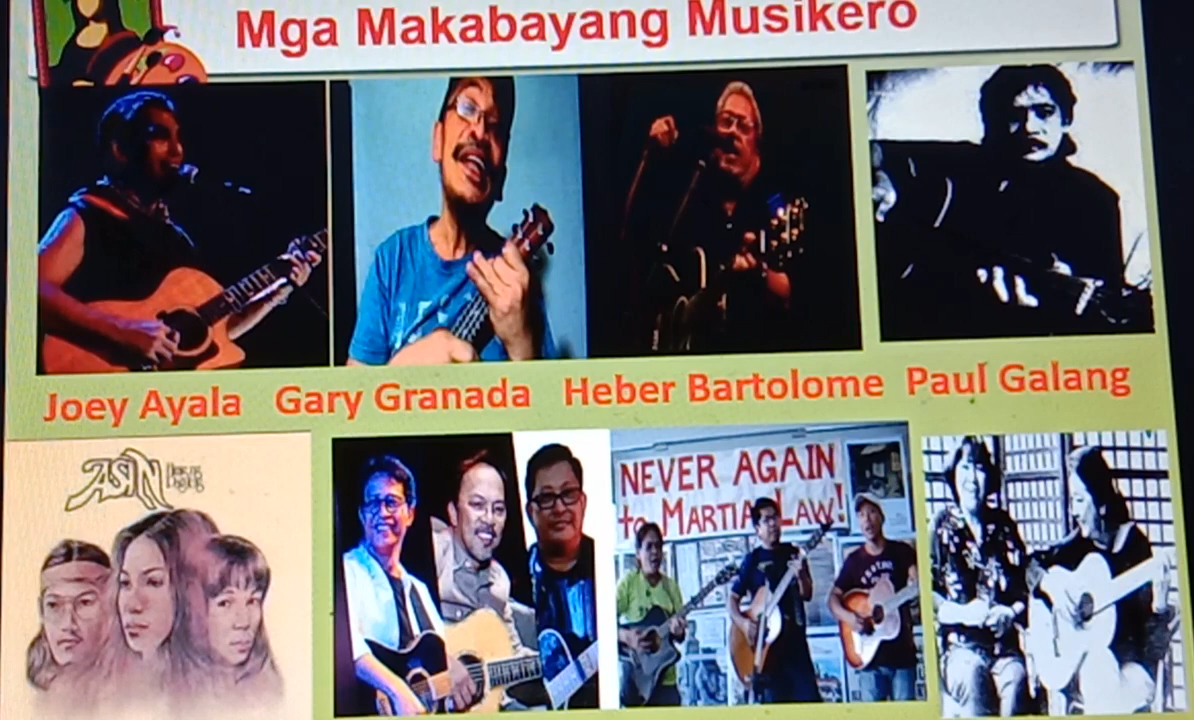 Mga Makabayang Musikero
Joey Ayala Gary Granada Heber Bartolome Paul Galang
ASIN
NEVER AGAIN
to MARTIAL LAW!